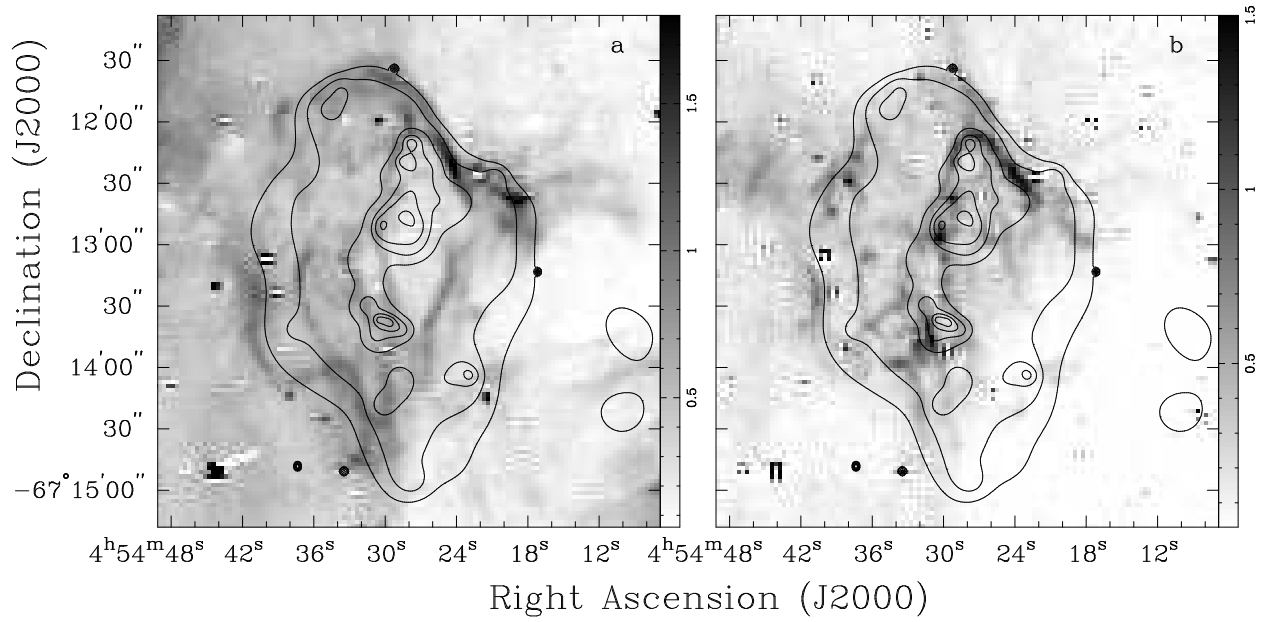 a
b
Declination (J2000)
30"
12'00"
30"
13'00"
30"
14'00"
30"
−67°15'00"
1.5
1
0.5
1.5
1
0.5
4h54m48s 42s 36s 30s 24s 18s 4h54m48s 42s 36s 30s 24s 18s 12s
Right Ascension (J2000)